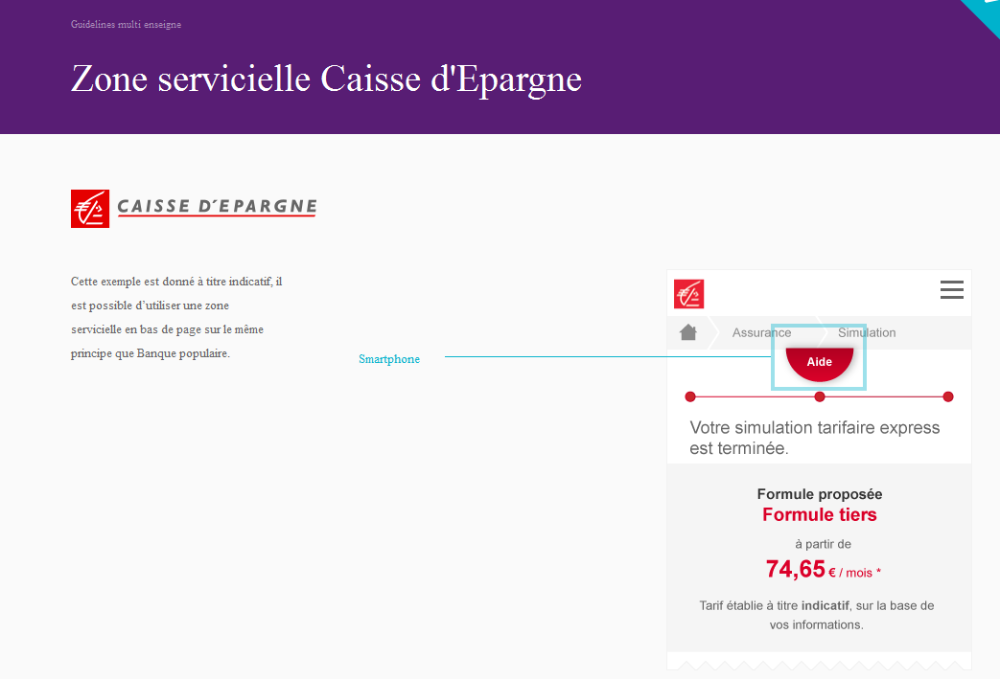 Guidelines multi enseigne
Zone servicielle Caisse d'Epargne
CAISSE D'EPARGNE
Cette exemple est donné à titre indicatif, il
est possible d’utiliser une zone
servicielle en bas de page sur le même
principe que Banque populaire.
Smartphone
Assurance
Simulation
Aide
Votre simulation tarifaire express
est terminée.
Formule proposée
Formule tiers
à partir de
74,65 € / mois *
Tarif établie à titre indicatif, sur la base de
vos informations.